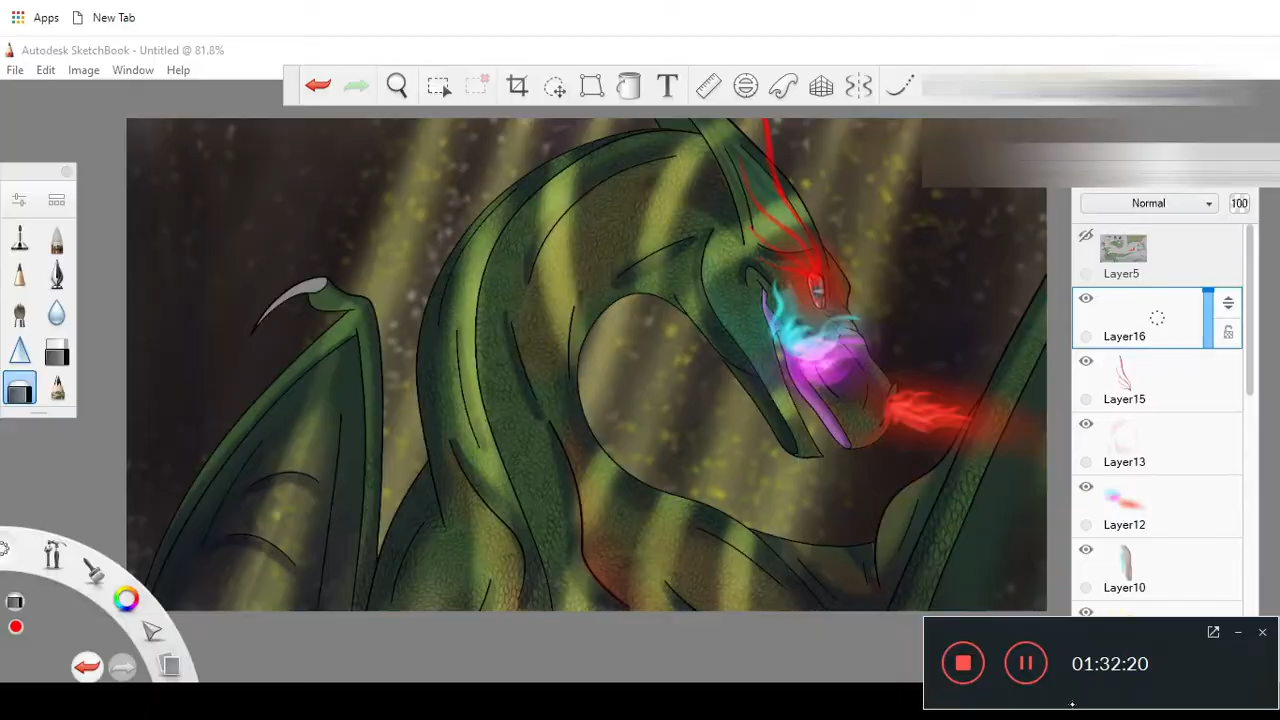 Apps New Tab
Autodesk SketchBook - Untitled @ 81.8%
File Edit Image Window Help
T
Normal 100
Layer5
Layer16
Layer15
Layer13
Layer12
Layer10
01:32:20